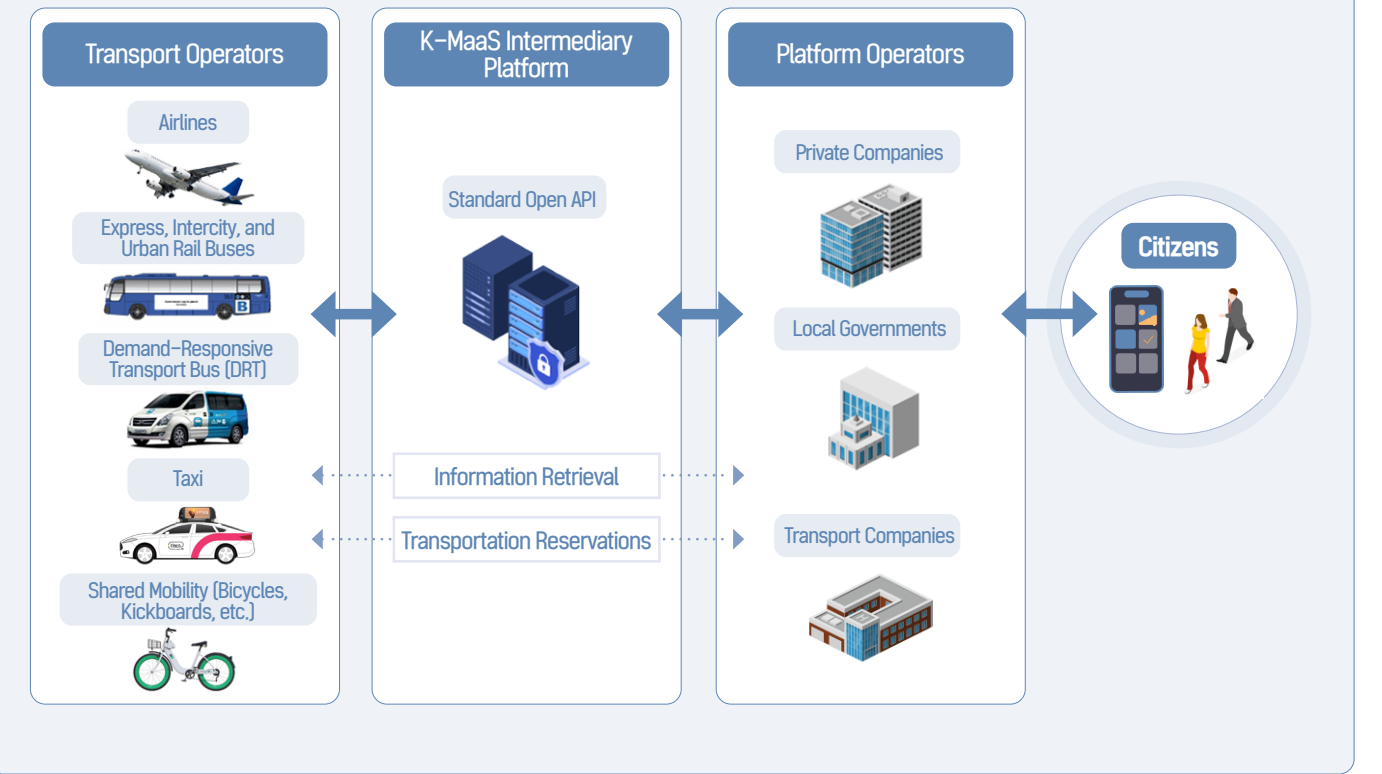 Transport Operators
Airlines
Express, Intercity, and
Urban Rail Buses
B
Demand-Responsive
Transport Bus (DRT)
Taxi
Shared Mobility (Bicycles,
Kickboards, etc.)
K-MaaS Intermediary
Platform
Standard Open API
Information Retrieval
Transportation Reservations
Platform Operators
Private Companies
Local Governments
Transport Companies
Citizens